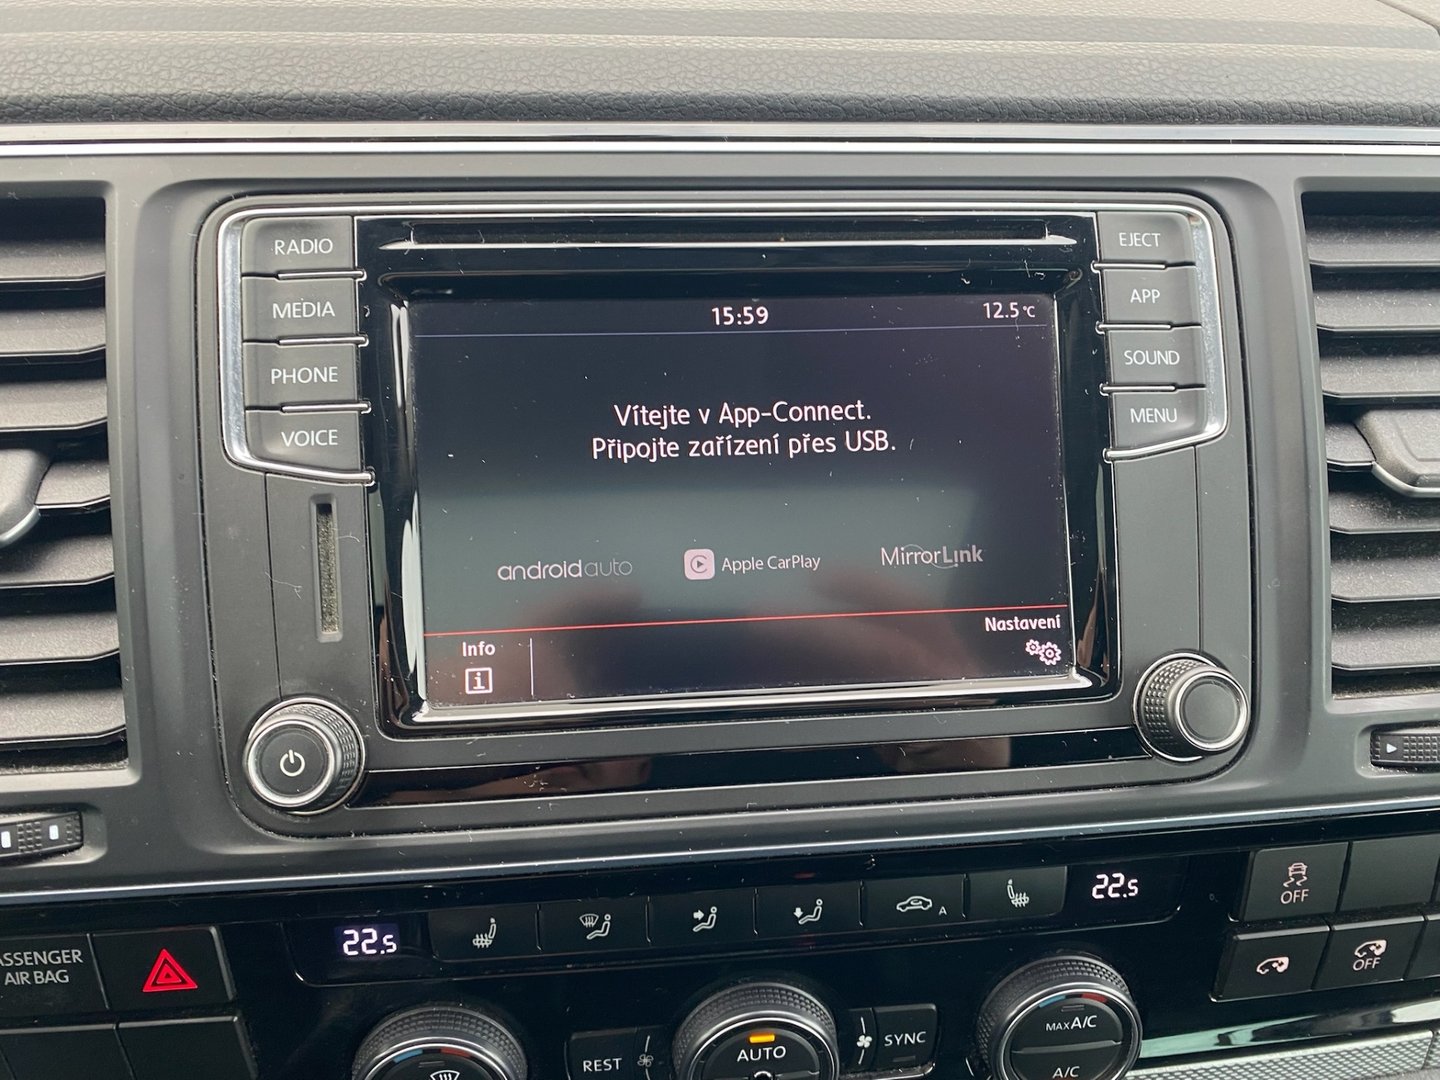 RADIO
MEDIA
PHONE
VOICE
EJECT
APP
SOUND
MENU
15:59
12.5 °C
Vítejte v App-Connect.
Připojte zařízení přes USB.
androidauto
Apple CarPlay
MirrorLink
Info
i
Nastavení
22.5
A
22.5
OFF
OFF
AIR BAG
REST
AUTO
SYNC
MAX A/C
A/C